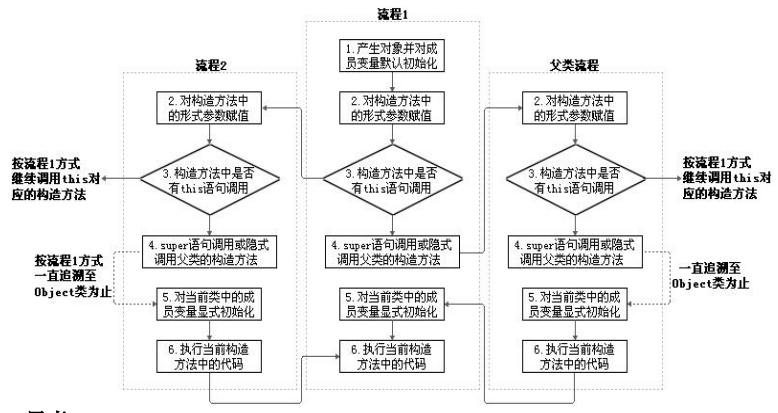 流程1
1. 产生对象并对成
员变量默认初始化
流程2
2. 对构造方法中
的形式参数赋值
2. 对构造方法中
的形式参数赋值
父类流程
2. 对构造方法中
的形式参数赋值
按流程1方式
继续调用this对
应的构造方法
3. 构造方法中是否
有this语句调用
3. 构造方法中是否
有this语句调用
3. 构造方法中是否
有this语句调用
按流程1方式
继续调用this对
应的构造方法
按流程1方式
一直追溯至
Object类为止
4. super语句调用或隐式
调用父类的构造方法
4. super语句调用或隐式
调用父类的构造方法
4. super语句调用或隐式
调用父类的构造方法
一直追溯至
Object类为止
5. 对当前类中的成
员变量显式初始化
5. 对当前类中的成
员变量显式初始化
5. 对当前类中的成
员变量显式初始化
6. 执行当前构造
方法中的代码
6. 执行当前构造
方法中的代码
6. 执行当前构造
方法中的代码